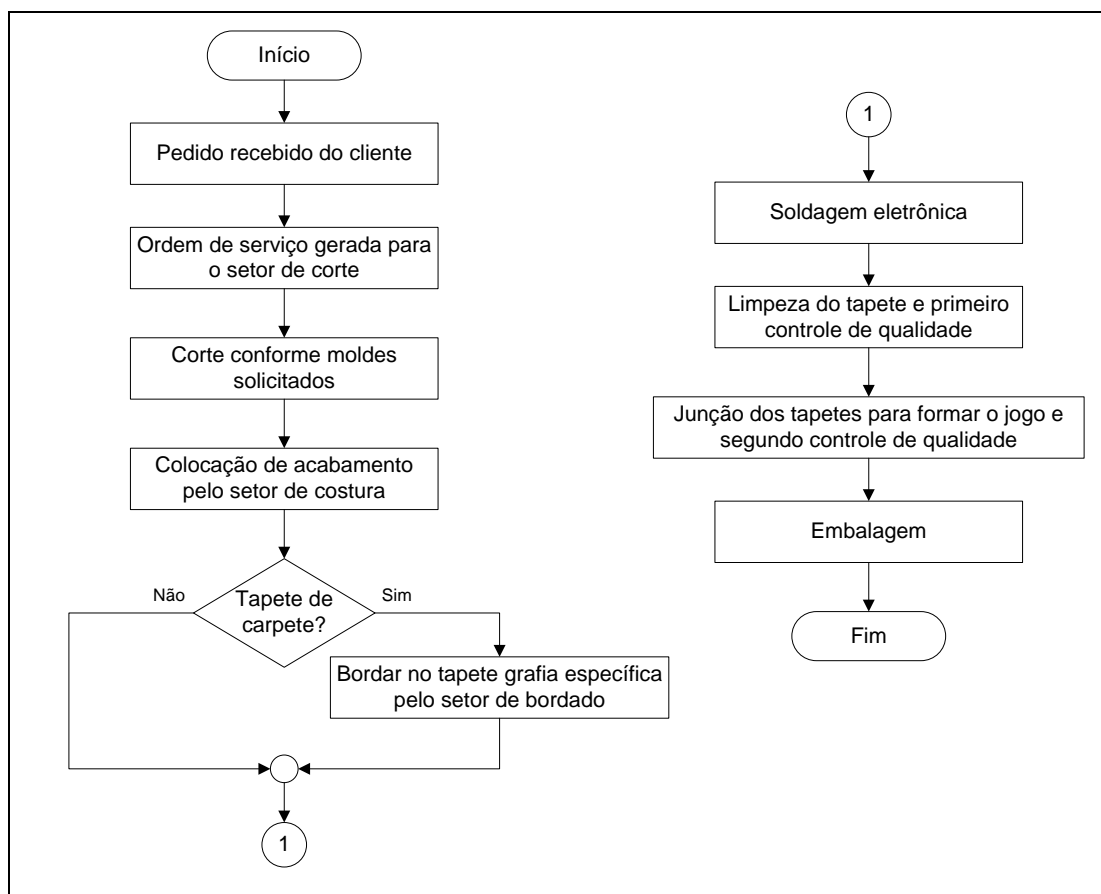 Início
Pedido recebido do cliente
Ordem de serviço gerada para
o setor de corte
Corte conforme moldes
solicitados
Colocação de acabamento
pelo setor de costura
Tapete de
carpete?
Não
Sim
Bordar no tapete grafia específica
pelo setor de bordado
1
1
Soldagem eletrônica
Limpeza do tapete e primeiro
controle de qualidade
Junção dos tapetes para formar o jogo e
segundo controle de qualidade
Embalagem
Fim